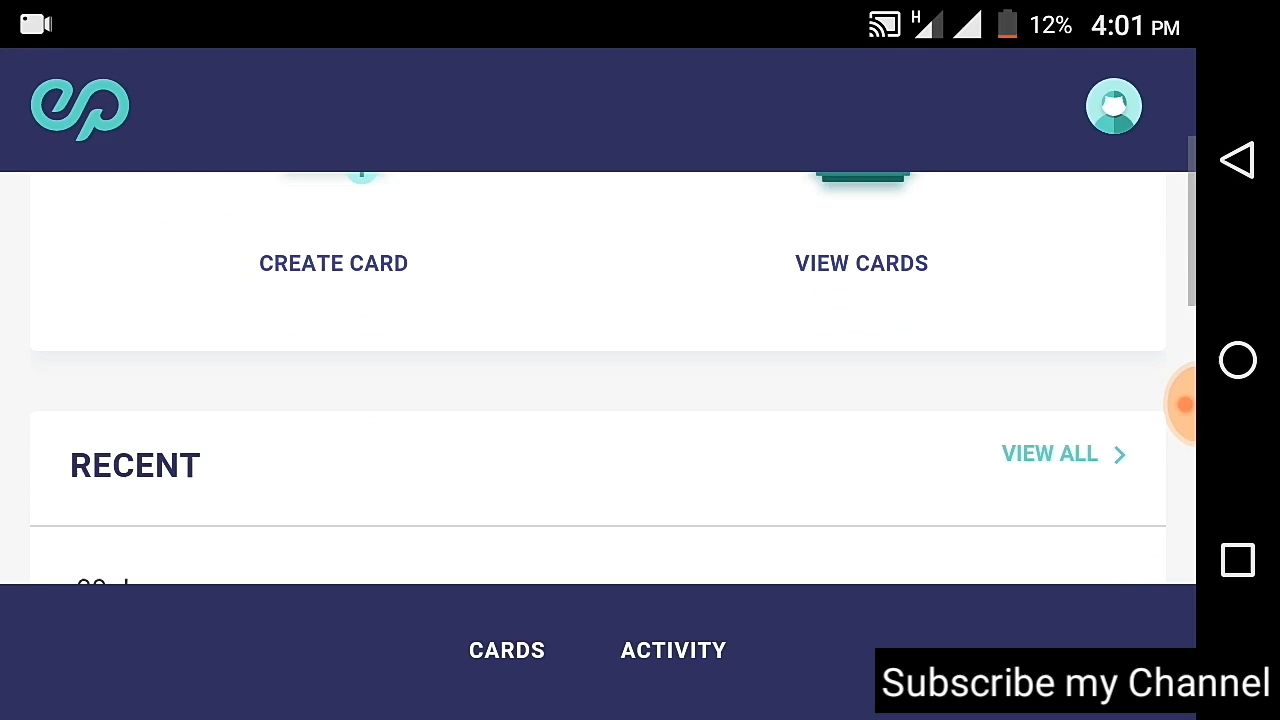 H 12% 4:01 PM
ep
CREATE CARD
VIEW CARDS
RECENT
VIEW ALL
CARDS
ACTIVITY
Subscribe my Channel